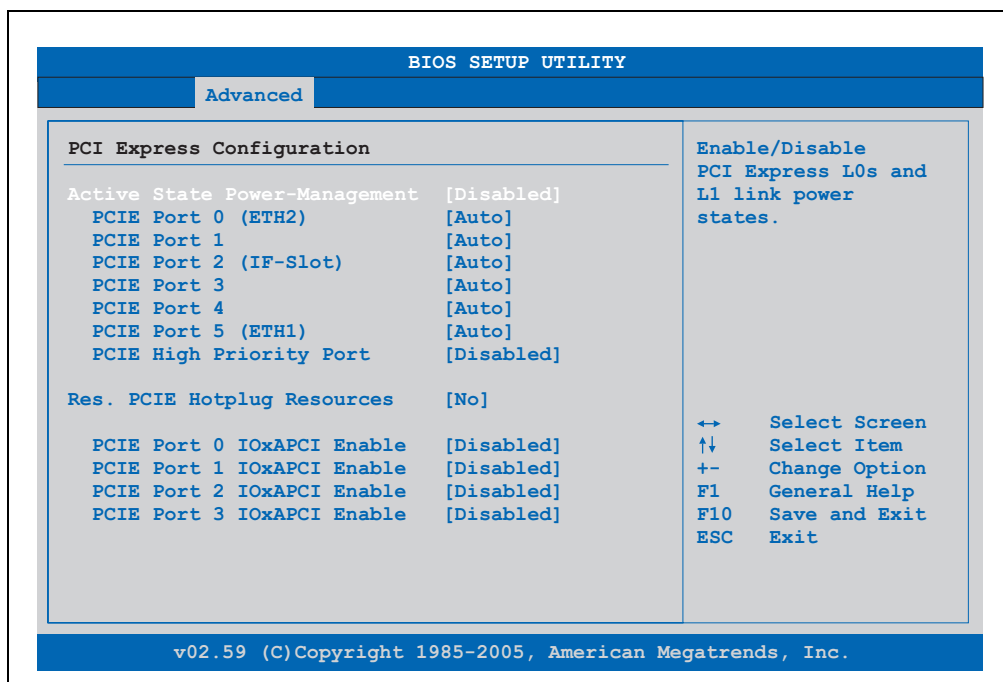 BIOS SETUP UTILITY
Advanced
PCI Express Configuration
Active State Power-Management [Disabled]
PCIE Port 0 (ETH2) [Auto]
PCIE Port 1 [Auto]
PCIE Port 2 (IF-Slot) [Auto]
PCIE Port 3 [Auto]
PCIE Port 4 [Auto]
PCIE Port 5 (ETH1) [Auto]
PCIE High Priority Port [Disabled]
Res. PCIE Hotplug Resources [No]
PCIE Port 0 IOxAPCI Enable [Disabled]
PCIE Port 1 IOxAPCI Enable [Disabled]
PCIE Port 2 IOxAPCI Enable [Disabled]
PCIE Port 3 IOxAPCI Enable [Disabled]
Enable/Disable
PCI Express L0s and
L1 link power
states.
↔ Select Screen
↑↓ Select Item
+- Change Option
F1 General Help
F10 Save and Exit
ESC Exit
v02.59 (C)Copyright 1985-2005, American Megatrends, Inc.